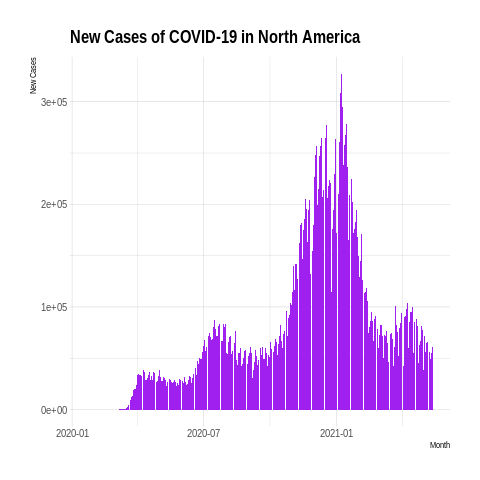 New Cases of COVID-19 in North America
New Cases
3e+05
2e+05
1e+05
0e+00
2020-01 2020-07 2021-01
Month